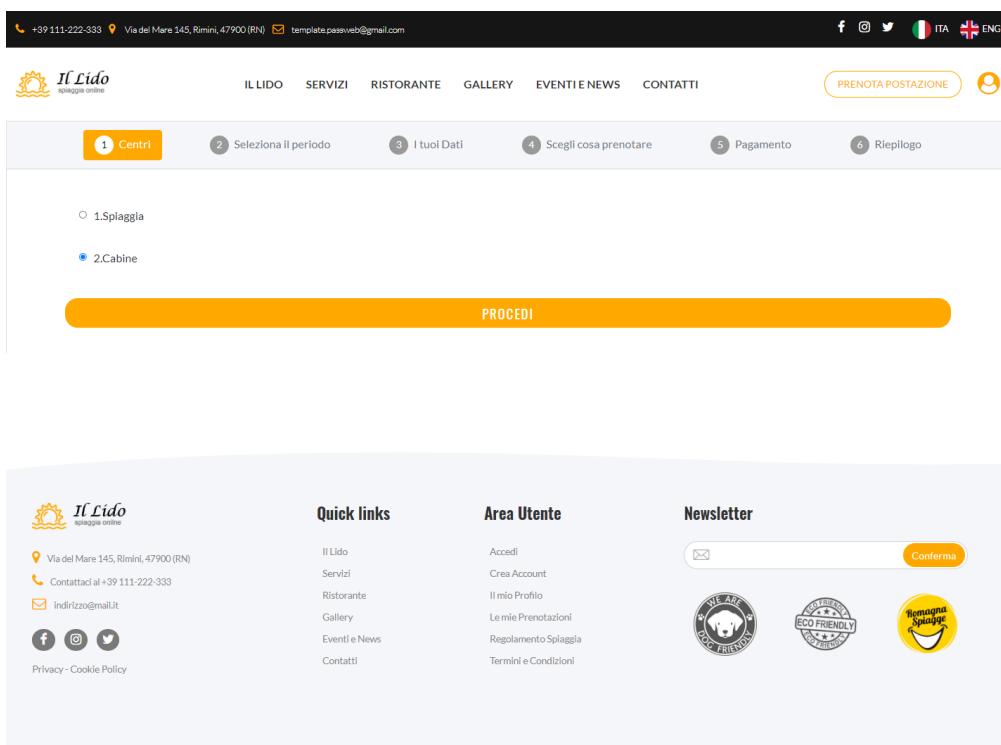 +39 111-222-333 Via del Mare 145, Rimini, 47900 (RN) template.passweb@gmail.com ITA ENG
Il Lido
spiaggia online
IL LIDO SERVIZI RISTORANTE GALLERY EVENTI E NEWS CONTATTI PRENOTA POSTAZIONE
1 Centri 2 Seleziona il periodo 3 I tuoi Dati 4 Scegli cosa prenotare 5 Pagamento 6 Riepilogo
1.Spiaggia
2.Cabine
PROCEDI
Il Lido
spiaggia online
Via del Mare 145, Rimini, 47900 (RN)
Contattaci al +39 111-222-333
indirizzo@mail.it
Privacy - Cookie Policy
Quick links
Il Lido
Servizi
Ristorante
Gallery
Eventi e News
Contatti
Area Utente
Accedi
Crea Account
Il mio Profilo
Le mie Prenotazioni
Regolamento Spiaggia
Termini e Condizioni
Newsletter
Conferma
WE ARE
DOG FRIENDLY
ECO FRIENDLY
ECO FRIENDLY
ECO FRIENDLY
Romagna
Spiagge